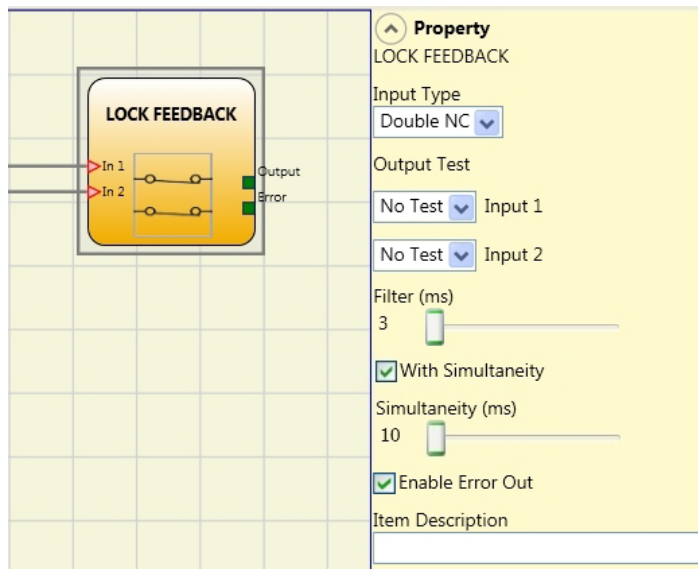 LOCK FEEDBACK
In 1
In 2
Output
Error
Property
LOCK FEEDBACK
Input Type
Double NC
Output Test
No Test Input 1
No Test Input 2
Filter (ms)
3
With Simultaneity
Simultaneity (ms)
10
Enable Error Out
Item Description